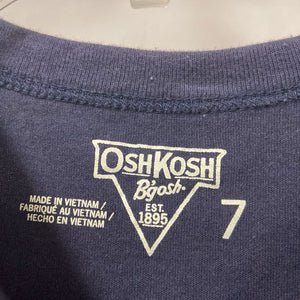 OSHKOSH
B'gosh.
EST.
1895
MADE IN VIETNAM /
FABRIQUÉ AU VIETNAM /
HECHO EN VIETNAM
7